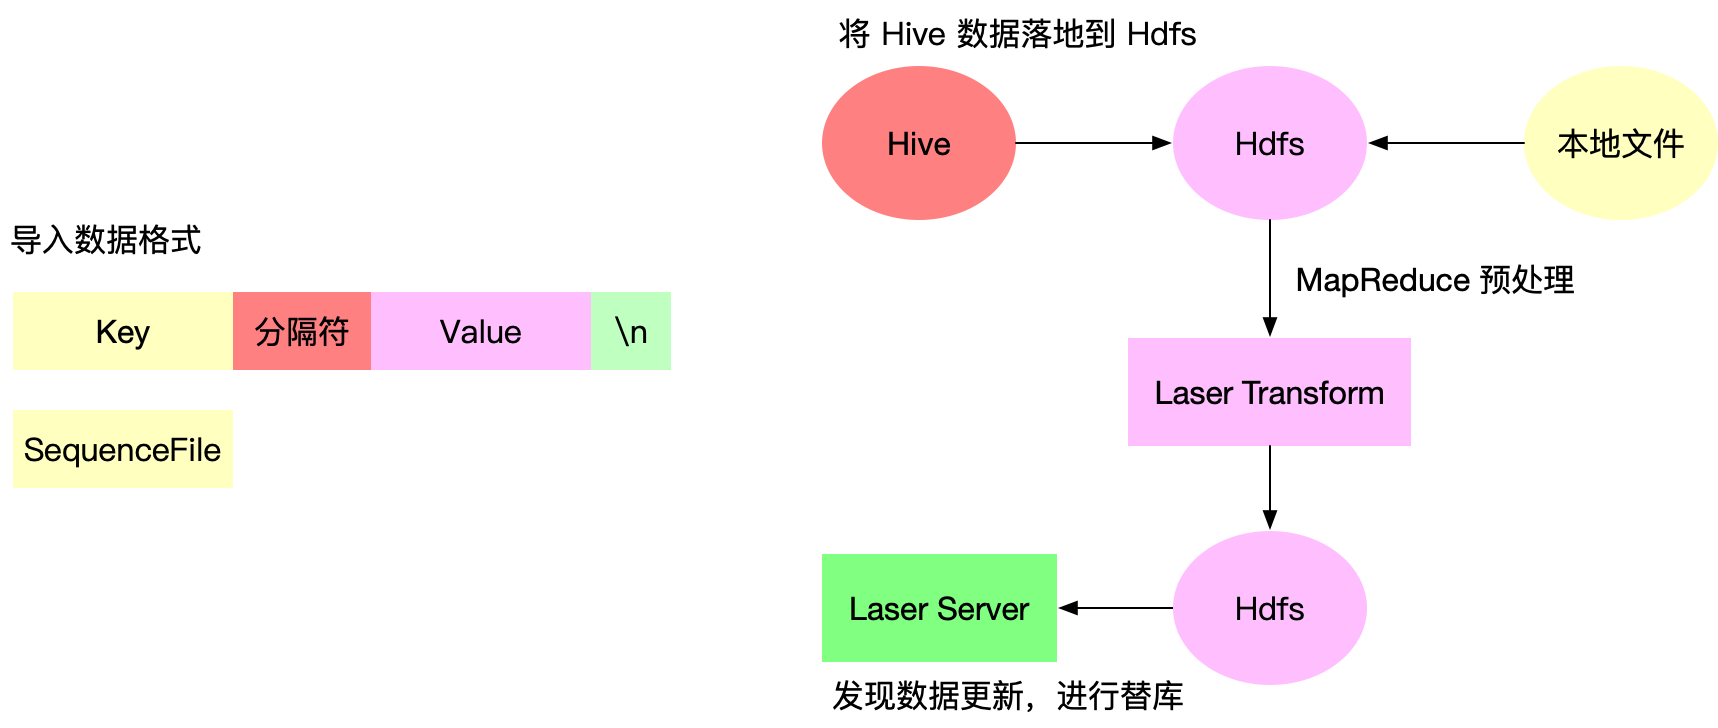 将 Hive 数据落地到 Hdfs
Hive
Hdfs
本地文件
导入数据格式
MapReduce 预处理
Key
分隔符
Value
\n
Laser Transform
SequenceFile
Laser Server
Hdfs
发现数据更新，进行替库